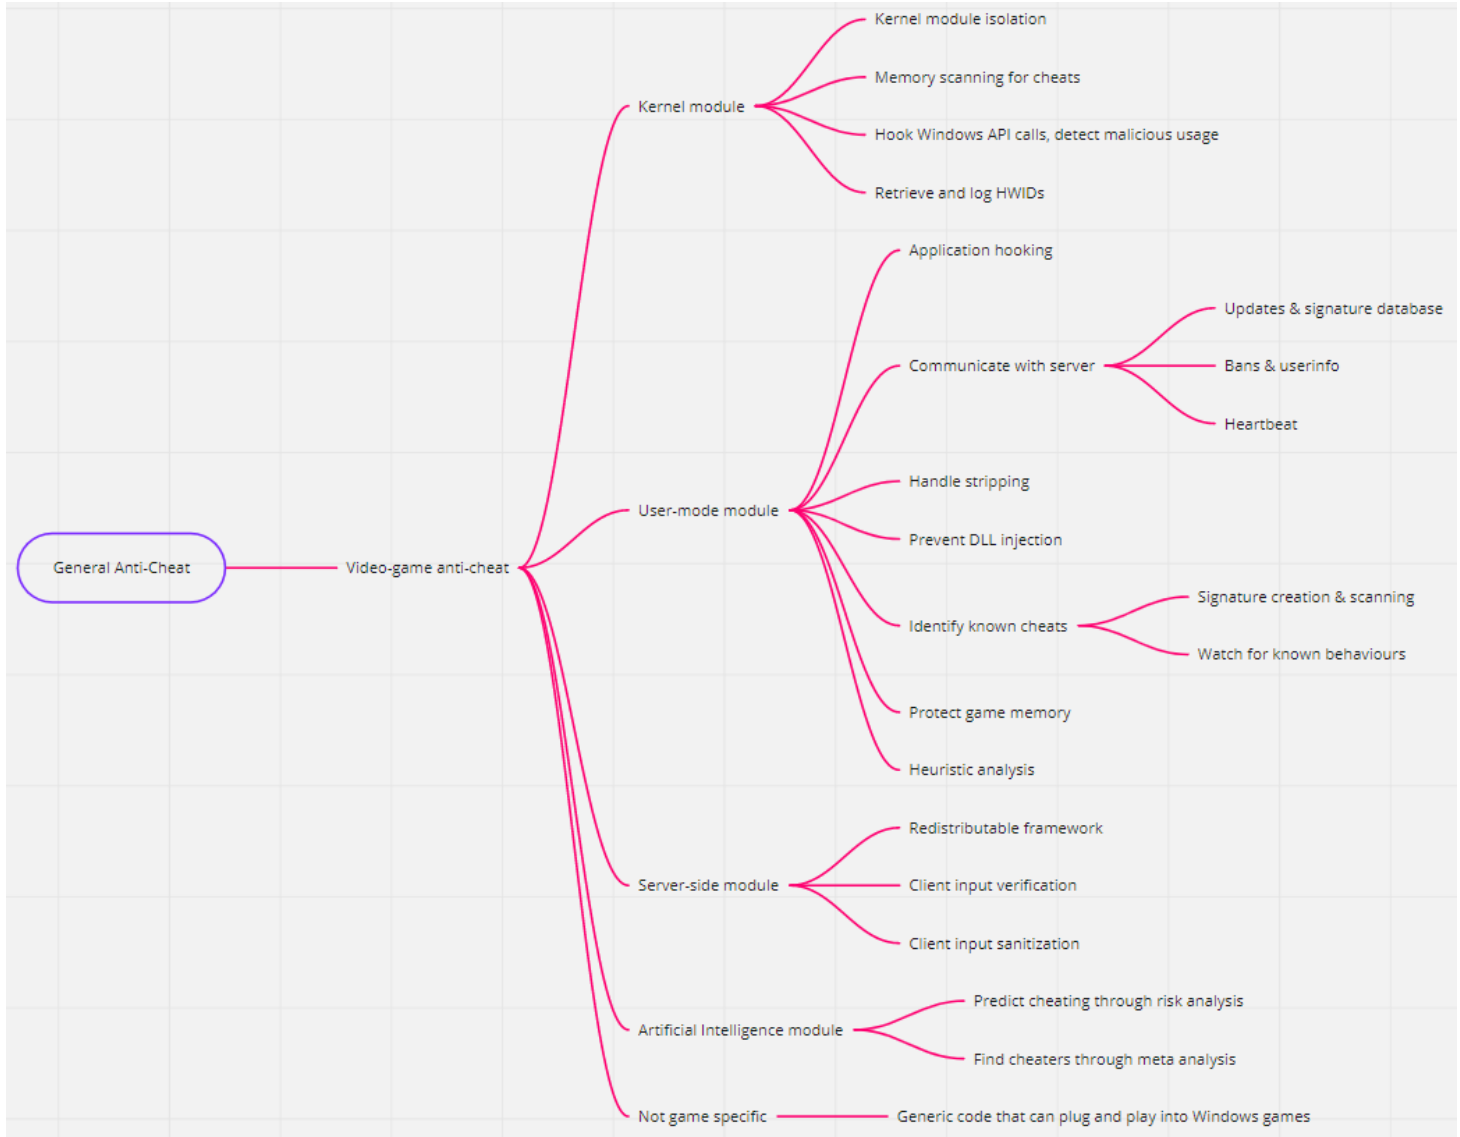 General Anti-Cheat
Video-game anti-cheat
Kernel module
Kernel module isolation
Memory scanning for cheats
Hook Windows API calls, detect malicious usage
Retrieve and log HWIDs
User-mode module
Application hooking
Communicate with server
Updates & signature database
Bans & userinfo
Heartbeat
Handle stripping
Prevent DLL injection
Identify known cheats
Signature creation & scanning
Watch for known behaviours
Protect game memory
Heuristic analysis
Server-side module
Redistributable framework
Client input verification
Client input sanitization
Artificial Intelligence module
Predict cheating through risk analysis
Find cheaters through meta analysis
Not game specific
Generic code that can plug and play into Windows games